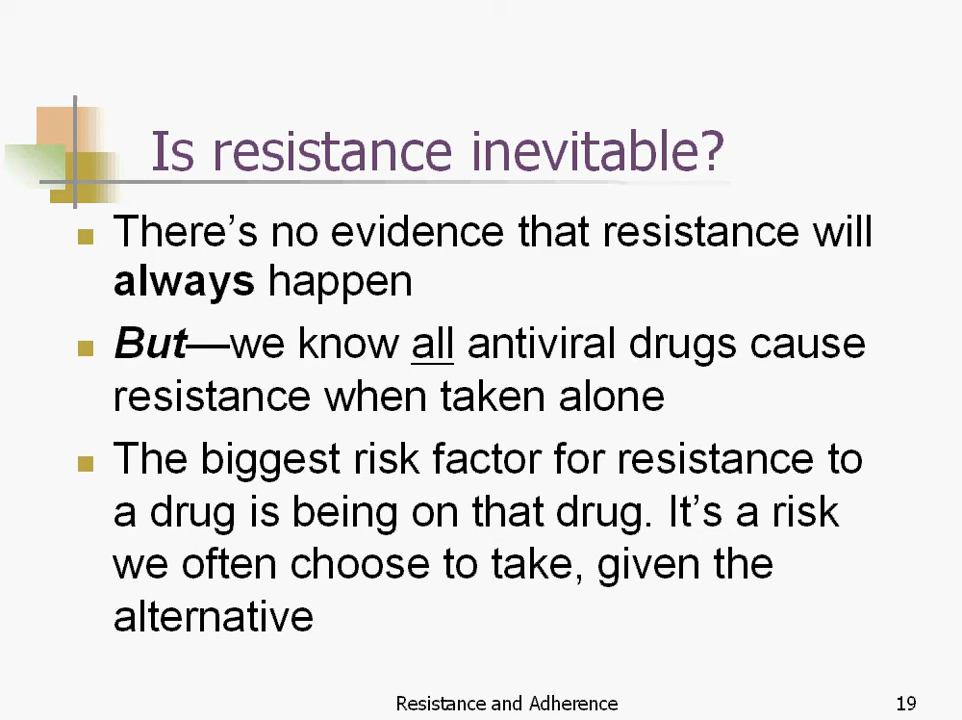 Is resistance inevitable?
There’s no evidence that resistance will
always happen
But—we know all antiviral drugs cause
resistance when taken alone
The biggest risk factor for resistance to
a drug is being on that drug. It’s a risk
we often choose to take, given the
alternative
Resistance and Adherence
19